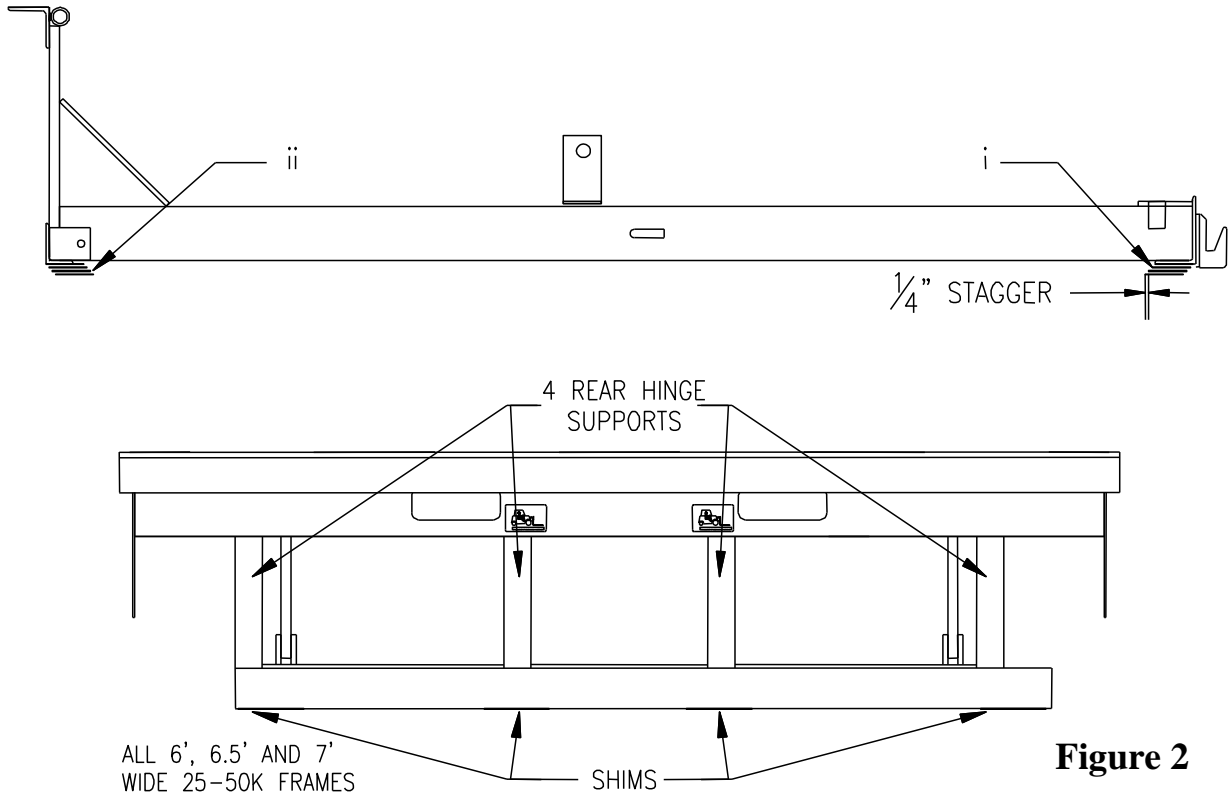 ii
i
1/4” STAGGER
4 REAR HINGE
SUPPORTS
ALL 6’, 6.5’ AND 7’
WIDE 25-50K FRAMES
SHIMS
Figure 2